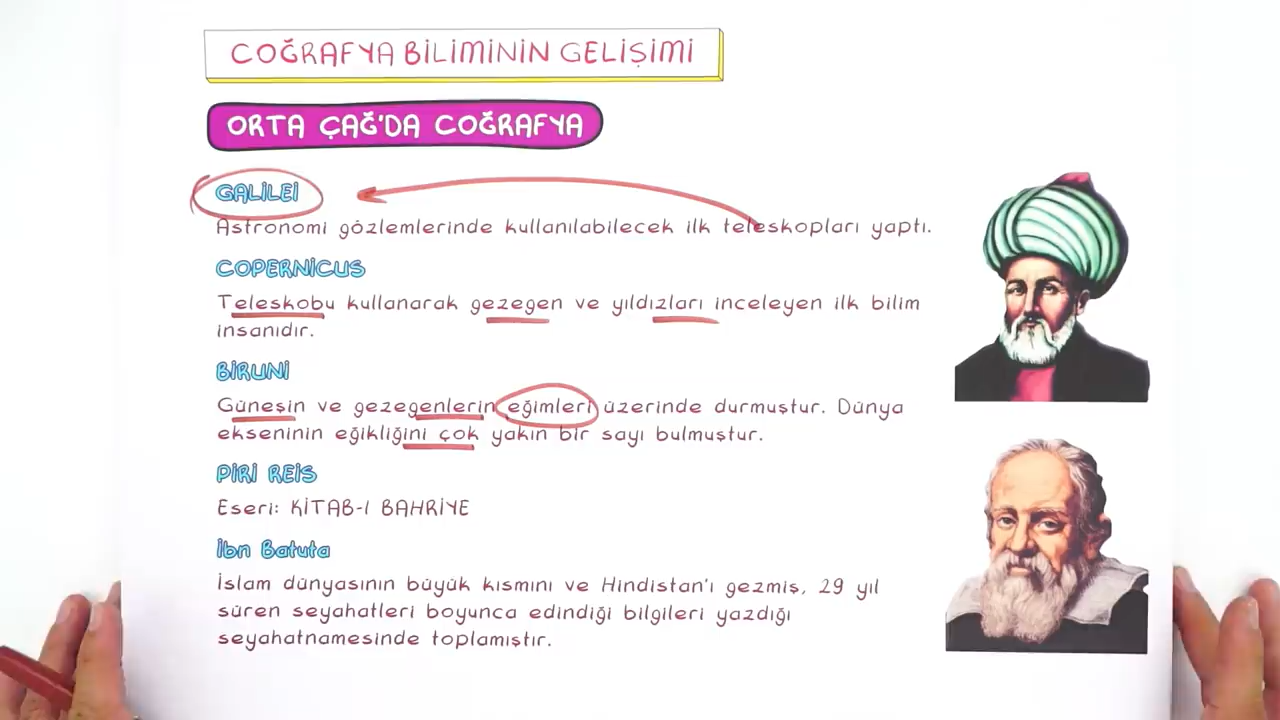 COĞRAFYA BİLİMİNİN GELİŞİMİ
ORTA ÇAĞ'DA COĞRAFYA
GALİLEİ
Astronomi gözlemlerinde kullanılabilecek ilk teleskopları yaptı.
COPERNİCUS
Teleskobu kullanarak gezegen ve yıldızları inceleyen ilk bilim
insanıdır.
BİRUNİ
Güneşin ve gezegenlerin eğimleri üzerinde durmuştur. Dünya
ekseninin eğikliğini çok yakın bir sayı bulmuştur.
PİRİ REİS
Eseri: KİTAB-I BAHRİYE
İbn Batuta
İslam dünyasının büyük kısmını ve Hindistan'ı gezmiş, 29 yıl
süren seyahatleri boyunca edindiği bilgileri yazdığı
seyahatnamesinde toplamıştır.